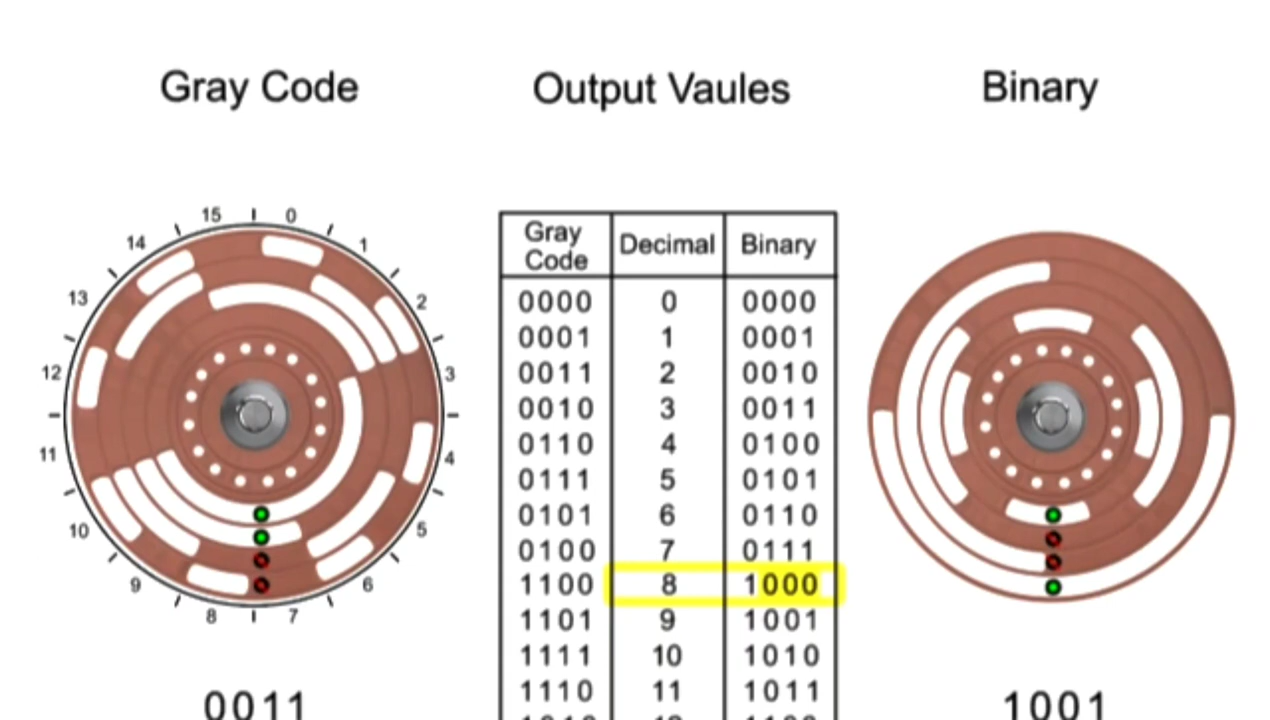 Gray Code
Output Vaules
Binary
15 0
14 1
13 2
12 3
11 4
10 5
9 6
8 7
Gray Code Decimal Binary
0000 0 0000
0001 1 0001
0011 2 0010
0010 3 0011
0110 4 0100
0111 5 0101
0101 6 0110
0100 7 0111
1100 8 1000
1101 9 1001
1111 10 1010
1110 11 1011
0011
1001